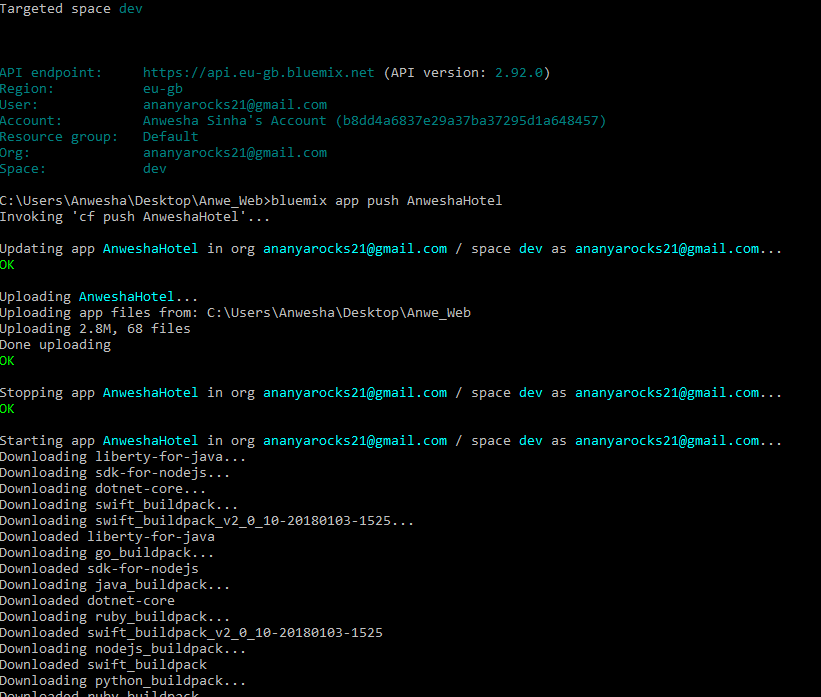 Targeted space dev
API endpoint: https://api.eu-gb.bluemix.net (API version: 2.92.0)
Region: eu-gb
User: ananyarocks21@gmail.com
Account: Anwesha Sinha's Account (b8dd4a6837e29a37ba37295d1a648457)
Resource group: Default
Org: ananyarocks21@gmail.com
Space: dev
C:\Users\Anwesha\Desktop\Anwe_Web>bluemix app push AnweshaHotel
Invoking 'cf push AnweshaHotel'...
Updating app AnweshaHotel in org ananyarocks21@gmail.com / space dev as ananyarocks21@gmail.com...
OK
Uploading AnweshaHotel...
Uploading app files from: C:\Users\Anwesha\Desktop\Anwe_Web
Uploading 2.8M, 68 files
Done uploading
OK
Stopping app AnweshaHotel in org ananyarocks21@gmail.com / space dev as ananyarocks21@gmail.com...
OK
Starting app AnweshaHotel in org ananyarocks21@gmail.com / space dev as ananyarocks21@gmail.com...
Downloading liberty-for-java...
Downloading sdk-for-nodejs...
Downloading dotnet-core...
Downloading swift_buildpack...
Downloading swift_buildpack_v2_0_10-20180103-1525...
Downloaded liberty-for-java
Downloading go_buildpack...
Downloaded sdk-for-nodejs
Downloading java_buildpack...
Downloaded dotnet-core
Downloading ruby_buildpack...
Downloaded swift_buildpack_v2_0_10-20180103-1525
Downloading nodejs_buildpack...
Downloaded swift_buildpack
Downloading python_buildpack...
Downloaded ruby_buildpack